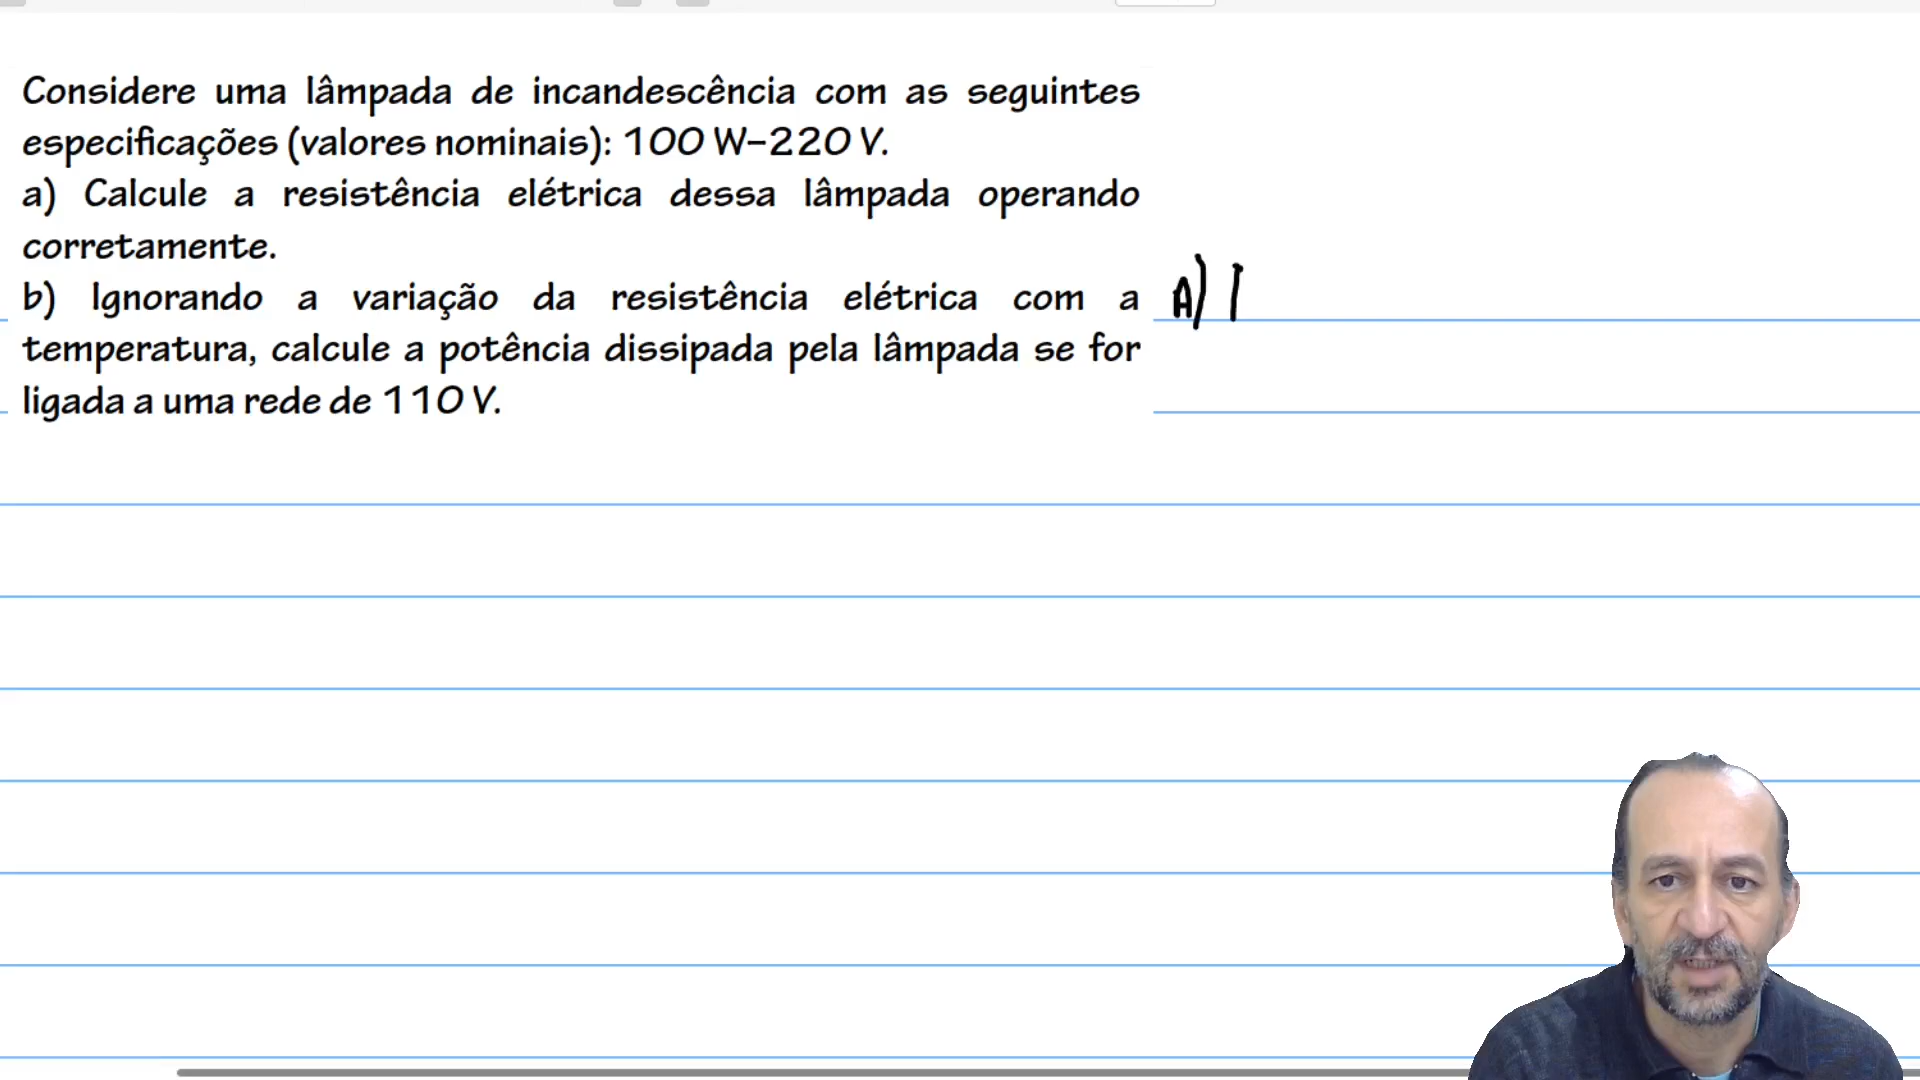 Considere uma lâmpada de incandescência com as seguintes
especificações (valores nominais): 100 W–220 V.
a) Calcule a resistência elétrica dessa lâmpada operando
corretamente.
b) Ignorando a variação da resistência elétrica com a
temperatura, calcule a potência dissipada pela lâmpada se for
ligada a uma rede de 110 V.
A)